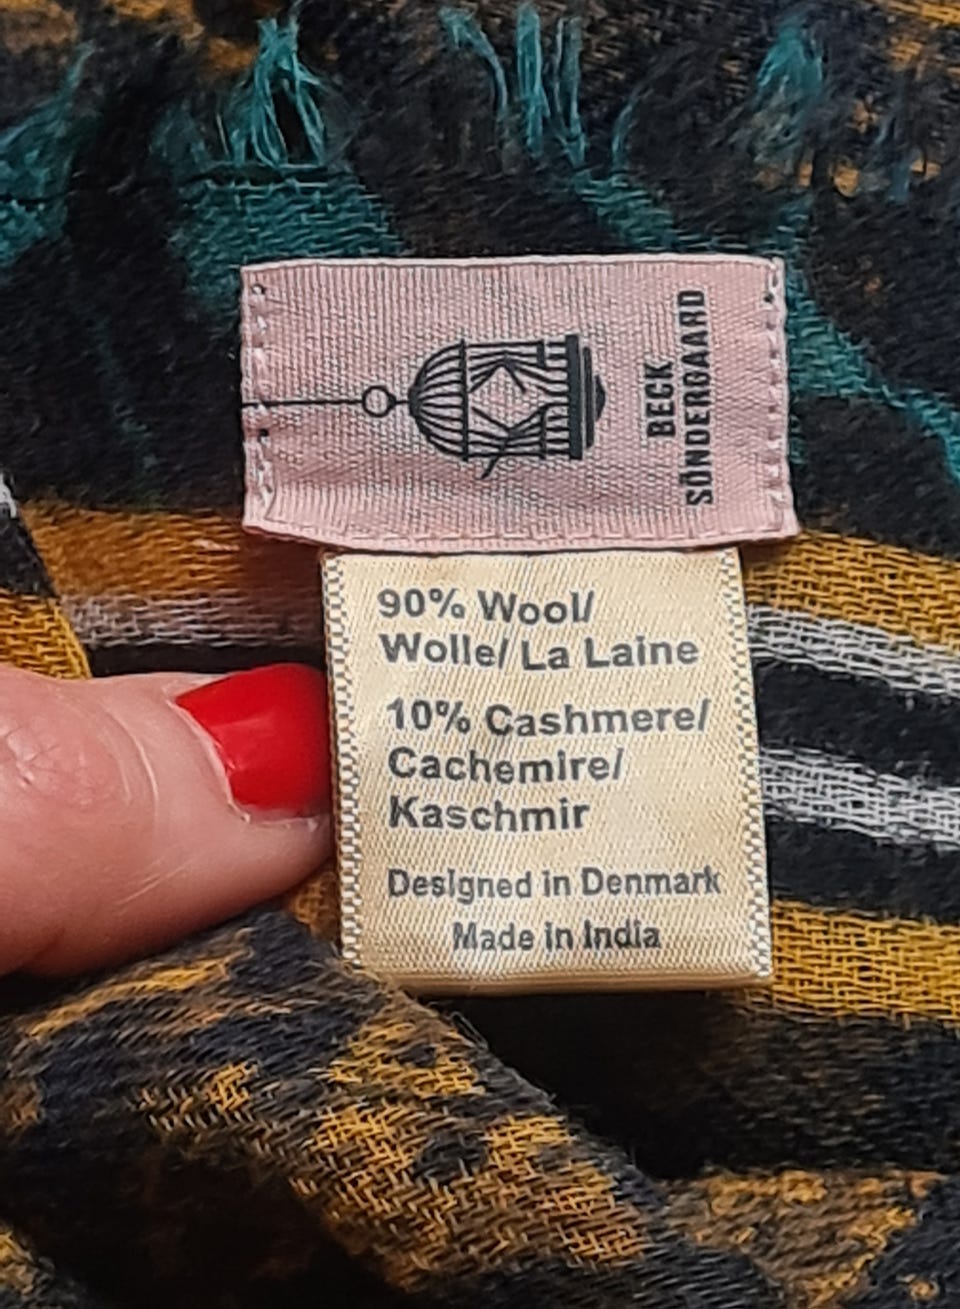 BECK
SÖNDERGAARD
90% Wool/
Wolle/ La Laine
10% Cashmere/
Cachemire/
Kaschmir
Designed in Denmark
Made in India